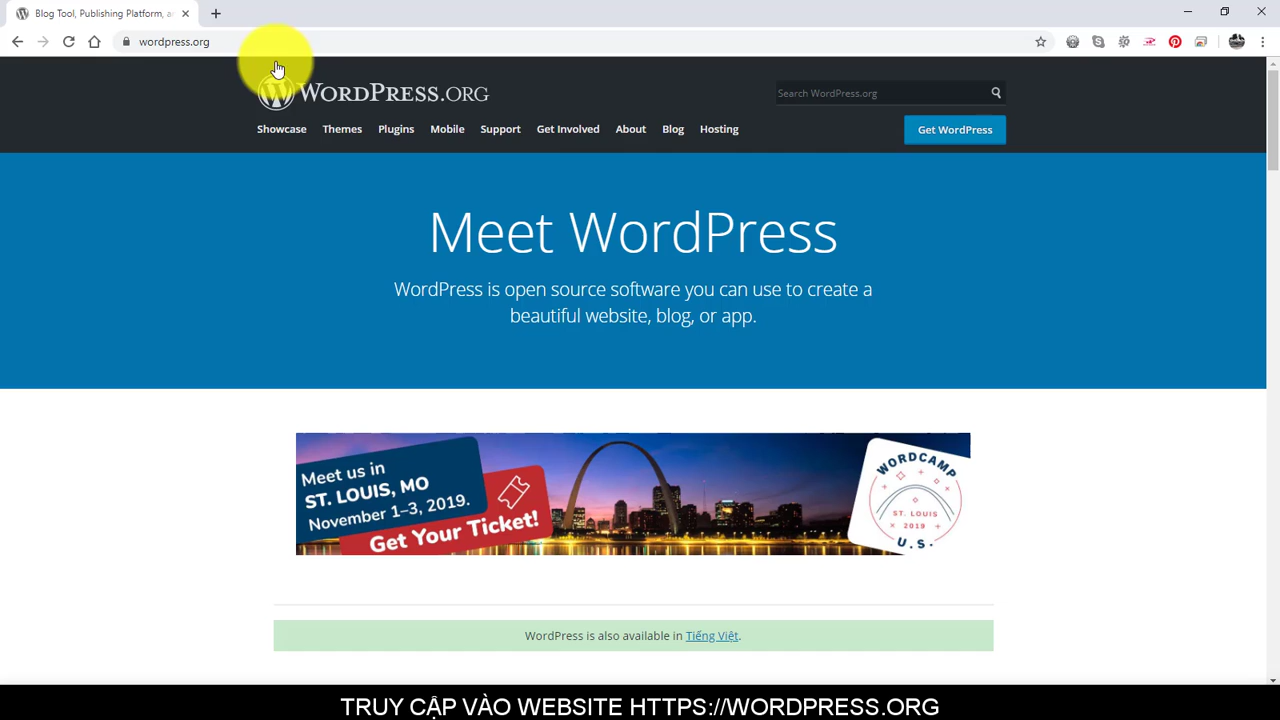 Blog Tool, Publishing Platform, a
wordpress.org
WORDPRESS.ORG
Search WordPress.org
Showcase Themes Plugins Mobile Support Get Involved About Blog Hosting
Get WordPress
Meet WordPress
WordPress is open source software you can use to create a
beautiful website, blog, or app.
Meet us in
ST. LOUIS, MO
November 1–3, 2019.
Get Your Ticket!
WORDCAMP
ST. LOUIS
2019
U.S.
WordPress is also available in Tiếng Việt.
TRUY CẬP VÀO WEBSITE HTTPS://WORDPRESS.ORG